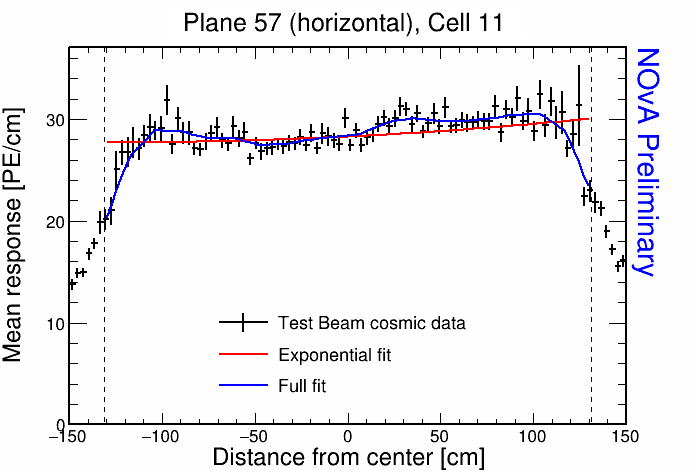 Plane 57 (horizontal), Cell 11
NOvA Preliminary
Mean response [PE/cm]
30
20
10
0
Test Beam cosmic data
Exponential fit
Full fit
−150 −100 −50 0 50 100 150
Distance from center [cm]